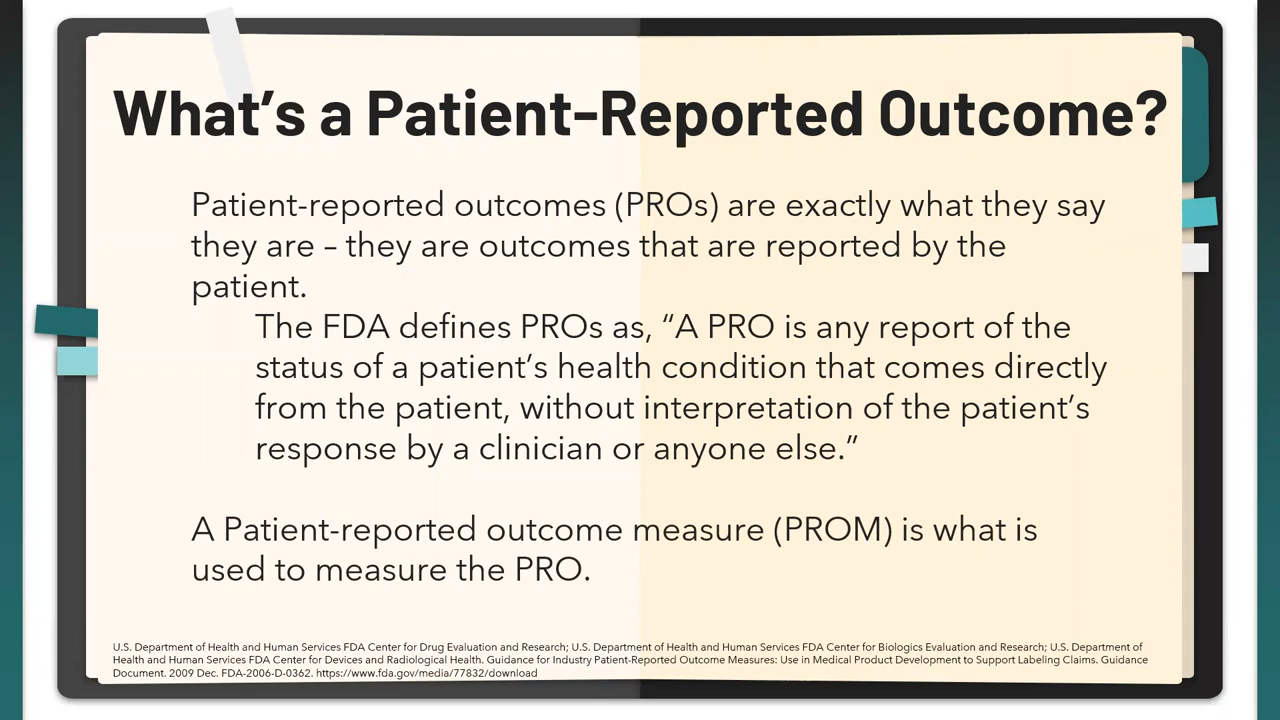 What's a Patient-Reported Outcome?
Patient-reported outcomes (PROs) are exactly what they say
they are – they are outcomes that are reported by the
patient.
The FDA defines PROs as, “A PRO is any report of the
status of a patient’s health condition that comes directly
from the patient, without interpretation of the patient’s
response by a clinician or anyone else.”
A Patient-reported outcome measure (PROM) is what is
used to measure the PRO.
U.S. Department of Health and Human Services FDA Center for Drug Evaluation and Research; U.S. Department of Health and Human Services FDA Center for Biologics Evaluation and Research; U.S. Department of
Health and Human Services FDA Center for Devices and Radiological Health. Guidance for Industry Patient-Reported Outcome Measures: Use in Medical Product Development to Support Labeling Claims. Guidance
Document. 2009 Dec. FDA-2006-D-0362. https://www.fda.gov/media/77832/download